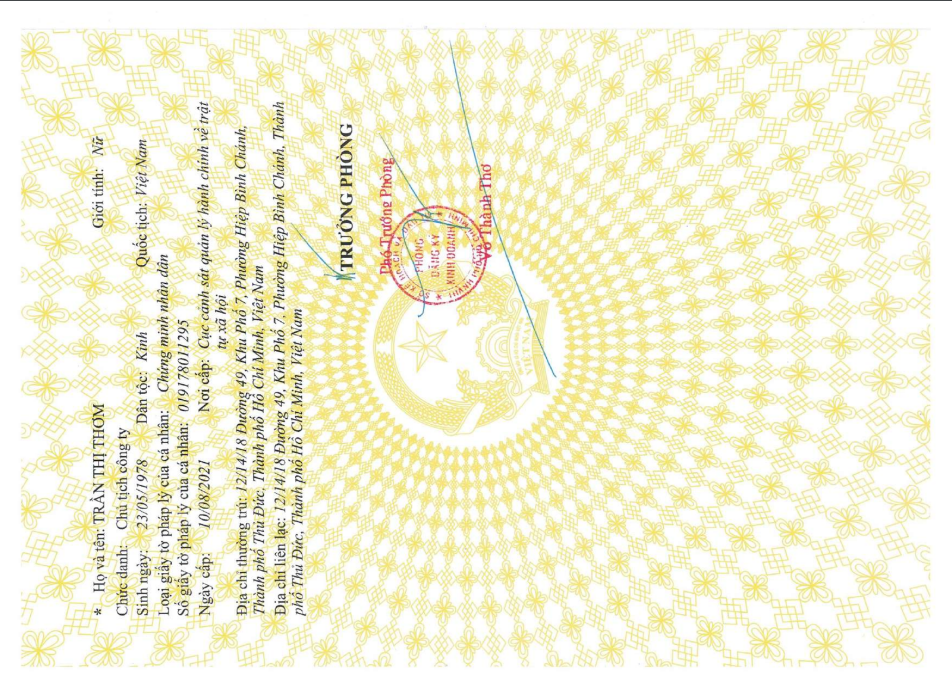 * Họ và tên: TRẦN THỊ THƠM Giới tính: Nữ
Chức danh: Chủ tịch công ty
Sinh ngày: 23/05/1978 Dân tộc: Kinh Quốc tịch: Việt Nam
Loại giấy tờ pháp lý của cá nhân: Chứng minh nhân dân
Số giấy tờ pháp lý của cá nhân: 019178011295
Ngày cấp: 10/08/2021 Nơi cấp: Cục cảnh sát quản lý hành chính về trật
tự xã hội
Địa chỉ thường trú: 12/14/18 Đường 49, Khu Phố 7, Phường Hiệp Bình Chánh,
Thành phố Thủ Đức, Thành phố Hồ Chí Minh, Việt Nam
Địa chỉ liên lạc: 12/14/18 Đường 49, Khu Phố 7, Phường Hiệp Bình Chánh, Thành
phố Thủ Đức, Thành phố Hồ Chí Minh, Việt Nam
TRƯỞNG PHÒNG
Phó Trưởng Phòng
PHÒNG
ĐĂNG KÝ
KINH DOANH
Võ Thành Thơ
VIỆT NAM